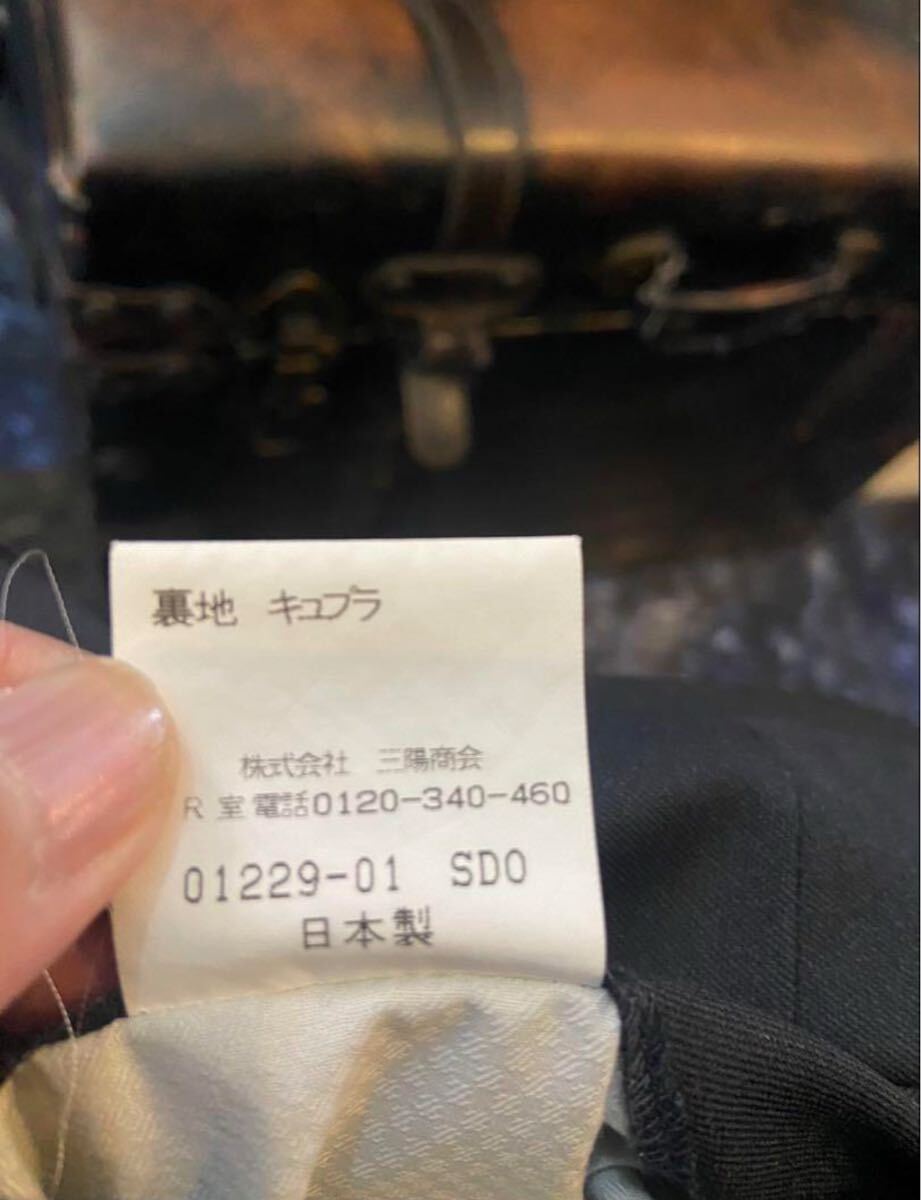 裏地 キュプラ
株式会社 三陽商会
R 室 電話0120-340-460
01229-01 SDO
日本製